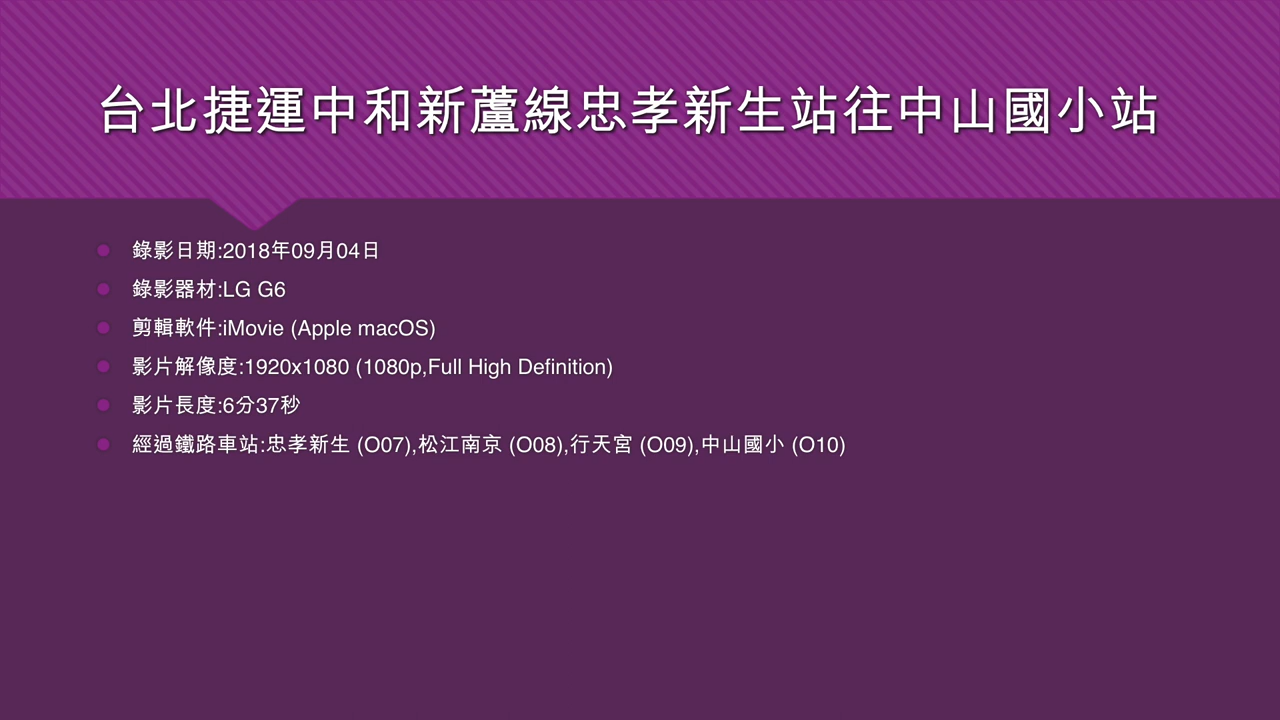 台北捷運中和新蘆線忠孝新生站往中山國小站
錄影日期:2018年09月04日
錄影器材:LG G6
剪輯軟件:iMovie (Apple macOS)
影片解像度:1920x1080 (1080p,Full High Definition)
影片長度:6分37秒
經過鐵路車站:忠孝新生 (O07),松江南京 (O08),行天宮 (O09),中山國小 (O10)